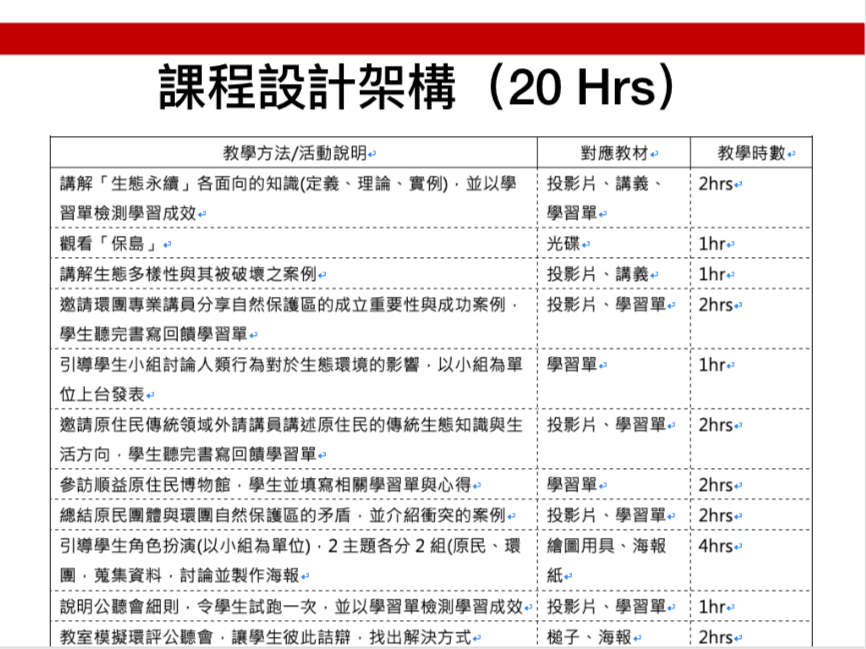 課程設計架構（20 Hrs）
教學方法/活動說明 對應教材 教學時數
講解「生態永續」各面向的知識(定義、理論、實例)，並以學 投影片、講義、 2hrs
習單檢測學習成效 學習單
觀看「保島」 光碟 1hr
講解生態多樣性與其被破壞之案例 投影片、講義 1hr
邀請環團專業講員分享自然保護區的成立重要性與成功案例， 投影片、學習單 2hrs
學生聽完書寫回饋學習單
引導學生小組討論人類行為對於生態環境的影響，以小組為單 學習單 1hr
位上台發表
邀請原住民傳統領域外請講員講述原住民的傳統生態知識與生 投影片、學習單 2hrs
活方向，學生聽完書寫回饋學習單
參訪順益原住民博物館，學生並填寫相關學習單與心得 學習單 2hrs
總結原民團體與環團自然保護區的矛盾，並介紹衝突的案例 投影片、學習單 2hrs
引導學生角色扮演(以小組為單位)，2 主題各分 2 組(原民、環 繪圖用具、海報 4hrs
團，蒐集資料，討論並製作海報 紙
說明公聽會細則，令學生試跑一次，並以學習單檢測學習成效 投影片、學習單 1hr
教室模擬環評公聽會，讓學生彼此詰辯，找出解決方式 槌子、海報 2hrs